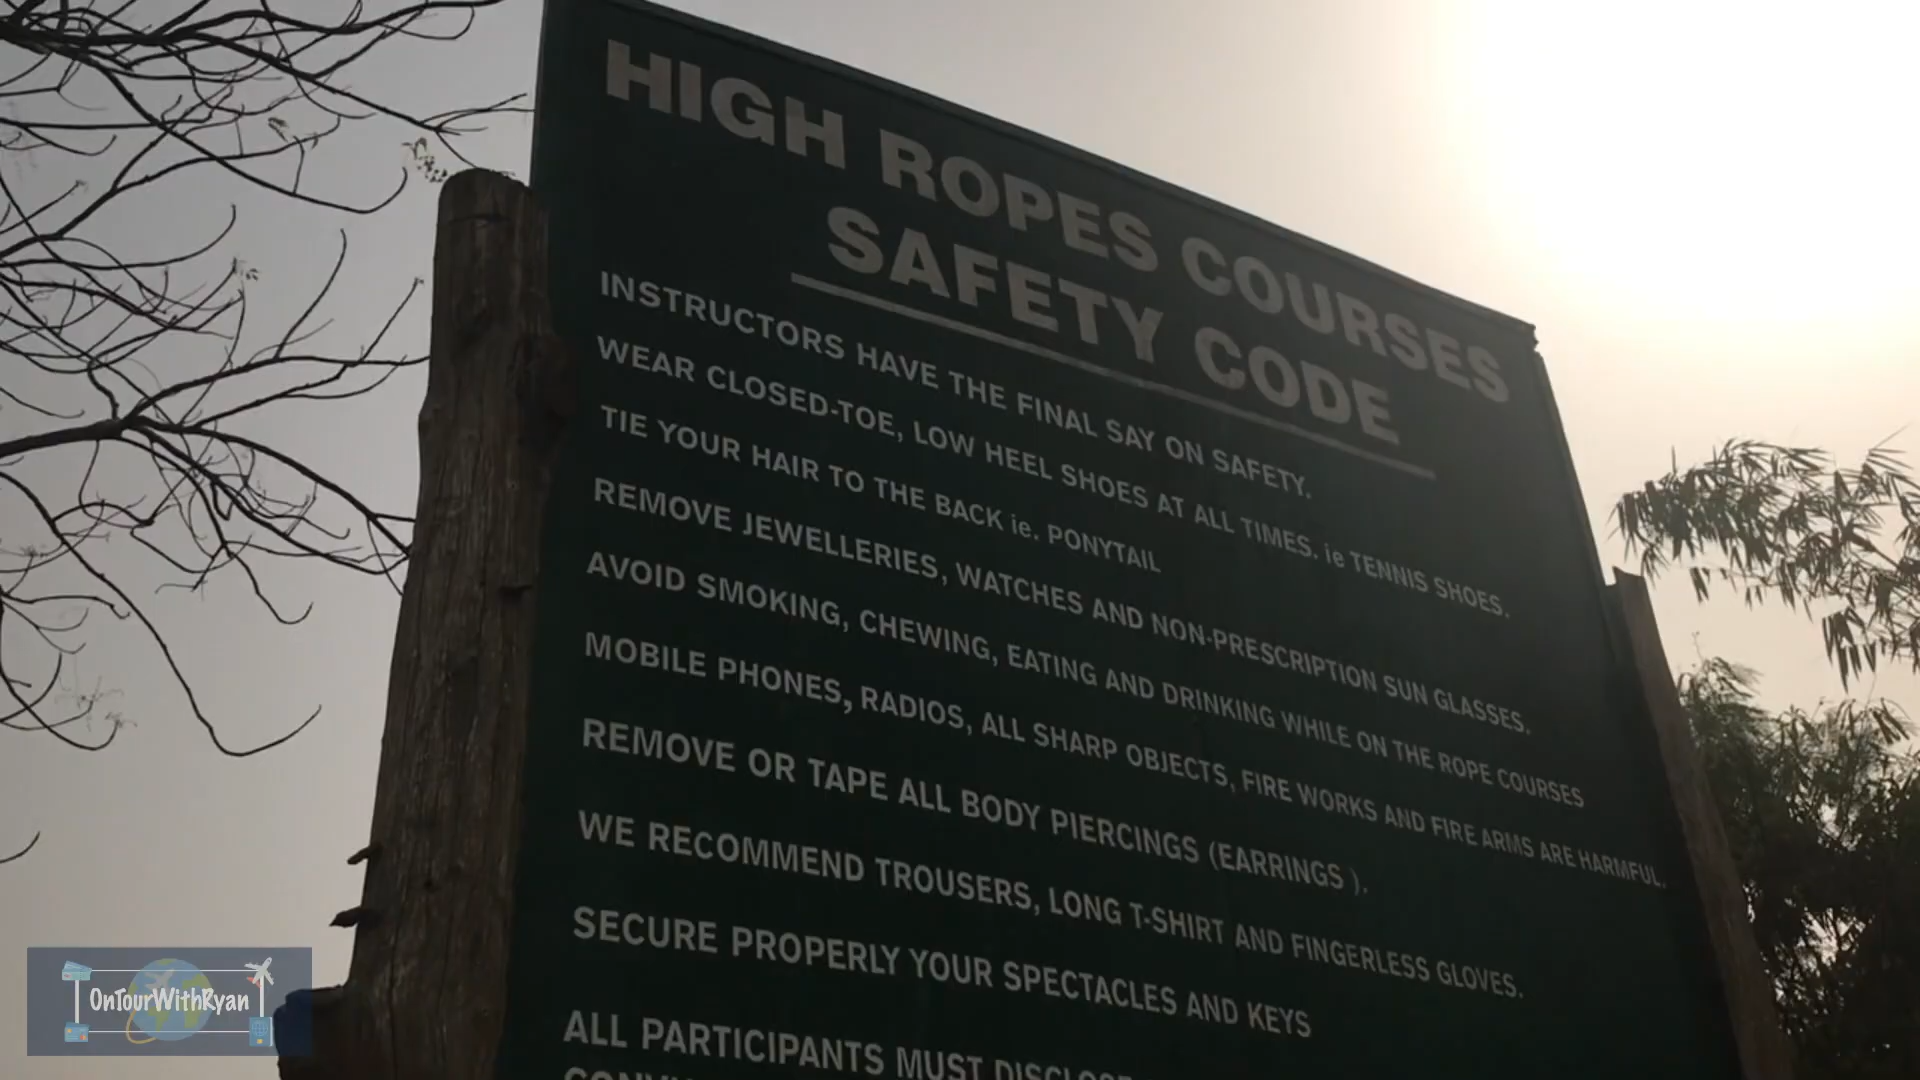 HIGH ROPES COURSES
SAFETY CODE
INSTRUCTORS HAVE THE FINAL SAY ON SAFETY.
WEAR CLOSED-TOE, LOW HEEL SHOES AT ALL TIMES. ie TENNIS SHOES.
TIE YOUR HAIR TO THE BACK ie. PONYTAIL
REMOVE JEWELLERIES, WATCHES AND NON-PRESCRIPTION SUN GLASSES.
AVOID SMOKING, CHEWING, EATING AND DRINKING WHILE ON THE ROPE COURSES
MOBILE PHONES, RADIOS, ALL SHARP OBJECTS, FIRE WORKS AND FIRE ARMS ARE HARMFUL.
REMOVE OR TAPE ALL BODY PIERCINGS (EARRINGS ).
WE RECOMMEND TROUSERS, LONG T-SHIRT AND FINGERLESS GLOVES.
SECURE PROPERLY YOUR SPECTACLES AND KEYS
ALL PARTICIPANTS MUST DISCLOSE
OnTourWithRyan